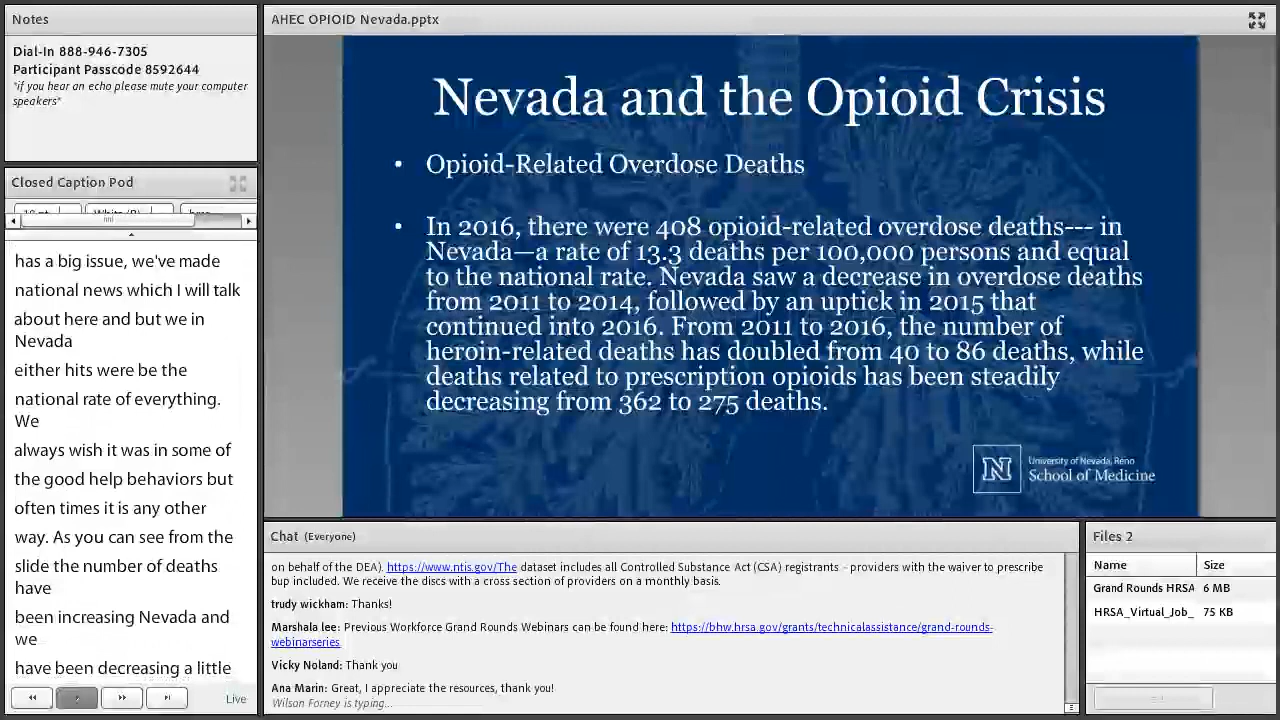 Notes
Dial-In 888-946-7305
Participant Passcode 8592644
*if you hear an echo please mute your computer
speakers*
Closed Caption Pod
has a big issue, we've made
national news which I will talk
about here and but we in
Nevada
either hits were be the
national rate of everything.
We
always wish it was in some of
the good help behaviors but
often times it is any other
way. As you can see from the
slide the number of deaths
have
been increasing Nevada and
we
have been decreasing a little
Live
AHEC OPIOID Nevada.pptx
Nevada and the Opioid Crisis
• Opioid-Related Overdose Deaths
• In 2016, there were 408 opioid-related overdose deaths--- in
Nevada—a rate of 13.3 deaths per 100,000 persons and equal
to the national rate. Nevada saw a decrease in overdose deaths
from 2011 to 2014, followed by an uptick in 2015 that
continued into 2016. From 2011 to 2016, the number of
heroin-related deaths has doubled from 40 to 86 deaths, while
deaths related to prescription opioids has been steadily
decreasing from 362 to 275 deaths.
N
University of Nevada, Reno
School of Medicine
Chat (Everyone)
on behalf of the DEA). https://www.ntis.gov/The dataset includes all Controlled Substance Act (CSA) registrants - providers with the waiver to prescribe
bup included. We receive the discs with a cross section of providers on a monthly basis.
trudy wickham: Thanks!
Marshala lee: Previous Workforce Grand Rounds Webinars can be found here: https://bhw.hrsa.gov/grants/technicalassistance/grand-rounds-
webinarseries
Vicky Noland: Thank you
Ana Marin: Great, I appreciate the resources, thank you!
Wilson Forney is typing...
Files 2
Name Size
Grand Rounds HRSA 6 MB
HRSA_Virtual_Job_ 75 KB